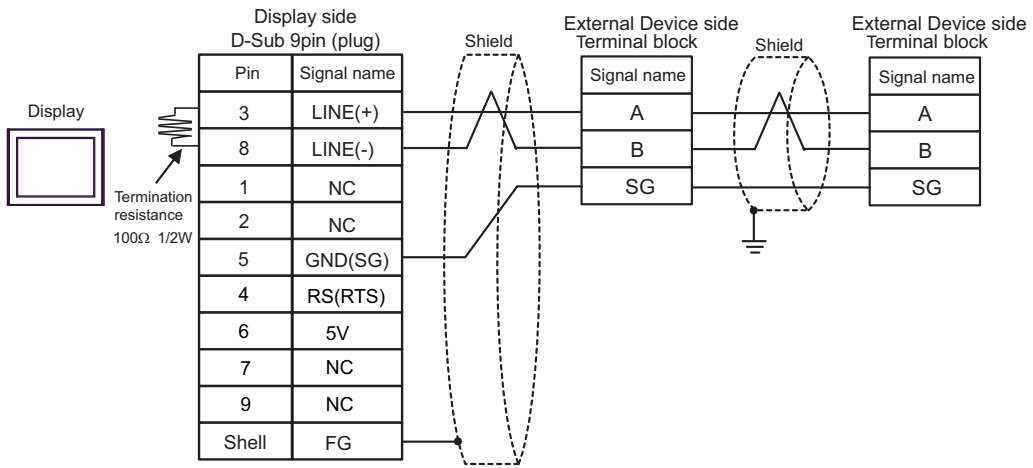 Display side
D-Sub 9pin (plug)
Shield
External Device side
Terminal block
Shield
External Device side
Terminal block
Pin Signal name
Signal name
Signal name
Display
3 LINE(+)
A
A
8 LINE(-)
B
B
1 NC
SG
SG
Termination
resistance
100Ω 1/2W
2 NC
5 GND(SG)
4 RS(RTS)
6 5V
7 NC
9 NC
Shell FG